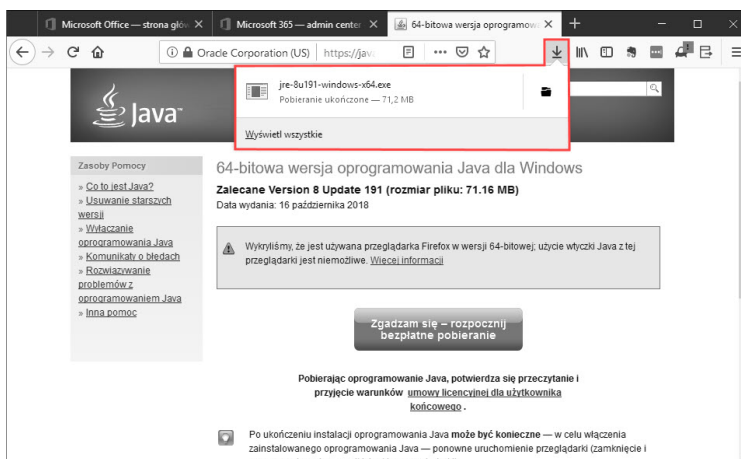 Microsoft Office — strona głów
Microsoft 365 — admin center
64-bitowa wersja oprogramow
Oracle Corporation (US)
https://jav
jre-8u191-windows-x64.exe
Pobieranie ukończone — 71,2 MB
Wyświetl wszystkie
Java™
Zasoby Pomocy
» Co to jest Java?
» Usuwanie starszych
wersji
» Wyłączanie
oprogramowania Java
» Komunikaty o błędach
» Rozwiązywanie
problemów z
oprogramowaniem Java
» Inna pomoc
64-bitowa wersja oprogramowania Java dla Windows
Zalecane Version 8 Update 191 (rozmiar pliku: 71.16 MB)
Data wydania: 16 października 2018
Wykryliśmy, że jest używana przeglądarka Firefox w wersji 64-bitowej; użycie wtyczki Java z tej
przeglądarki jest niemożliwe. Więcej informacji
Zgadzam się – rozpocznij
bezpłatne pobieranie
Pobierając oprogramowanie Java, potwierdza się przeczytanie i
przyjęcie warunków umowy licencyjnej dla użytkownika
końcowego .
Po ukończeniu instalacji oprogramowania Java może być konieczne — w celu włączenia
zainstalowanego oprogramowania Java — ponowne uruchomienie przeglądarki (zamknięcie i